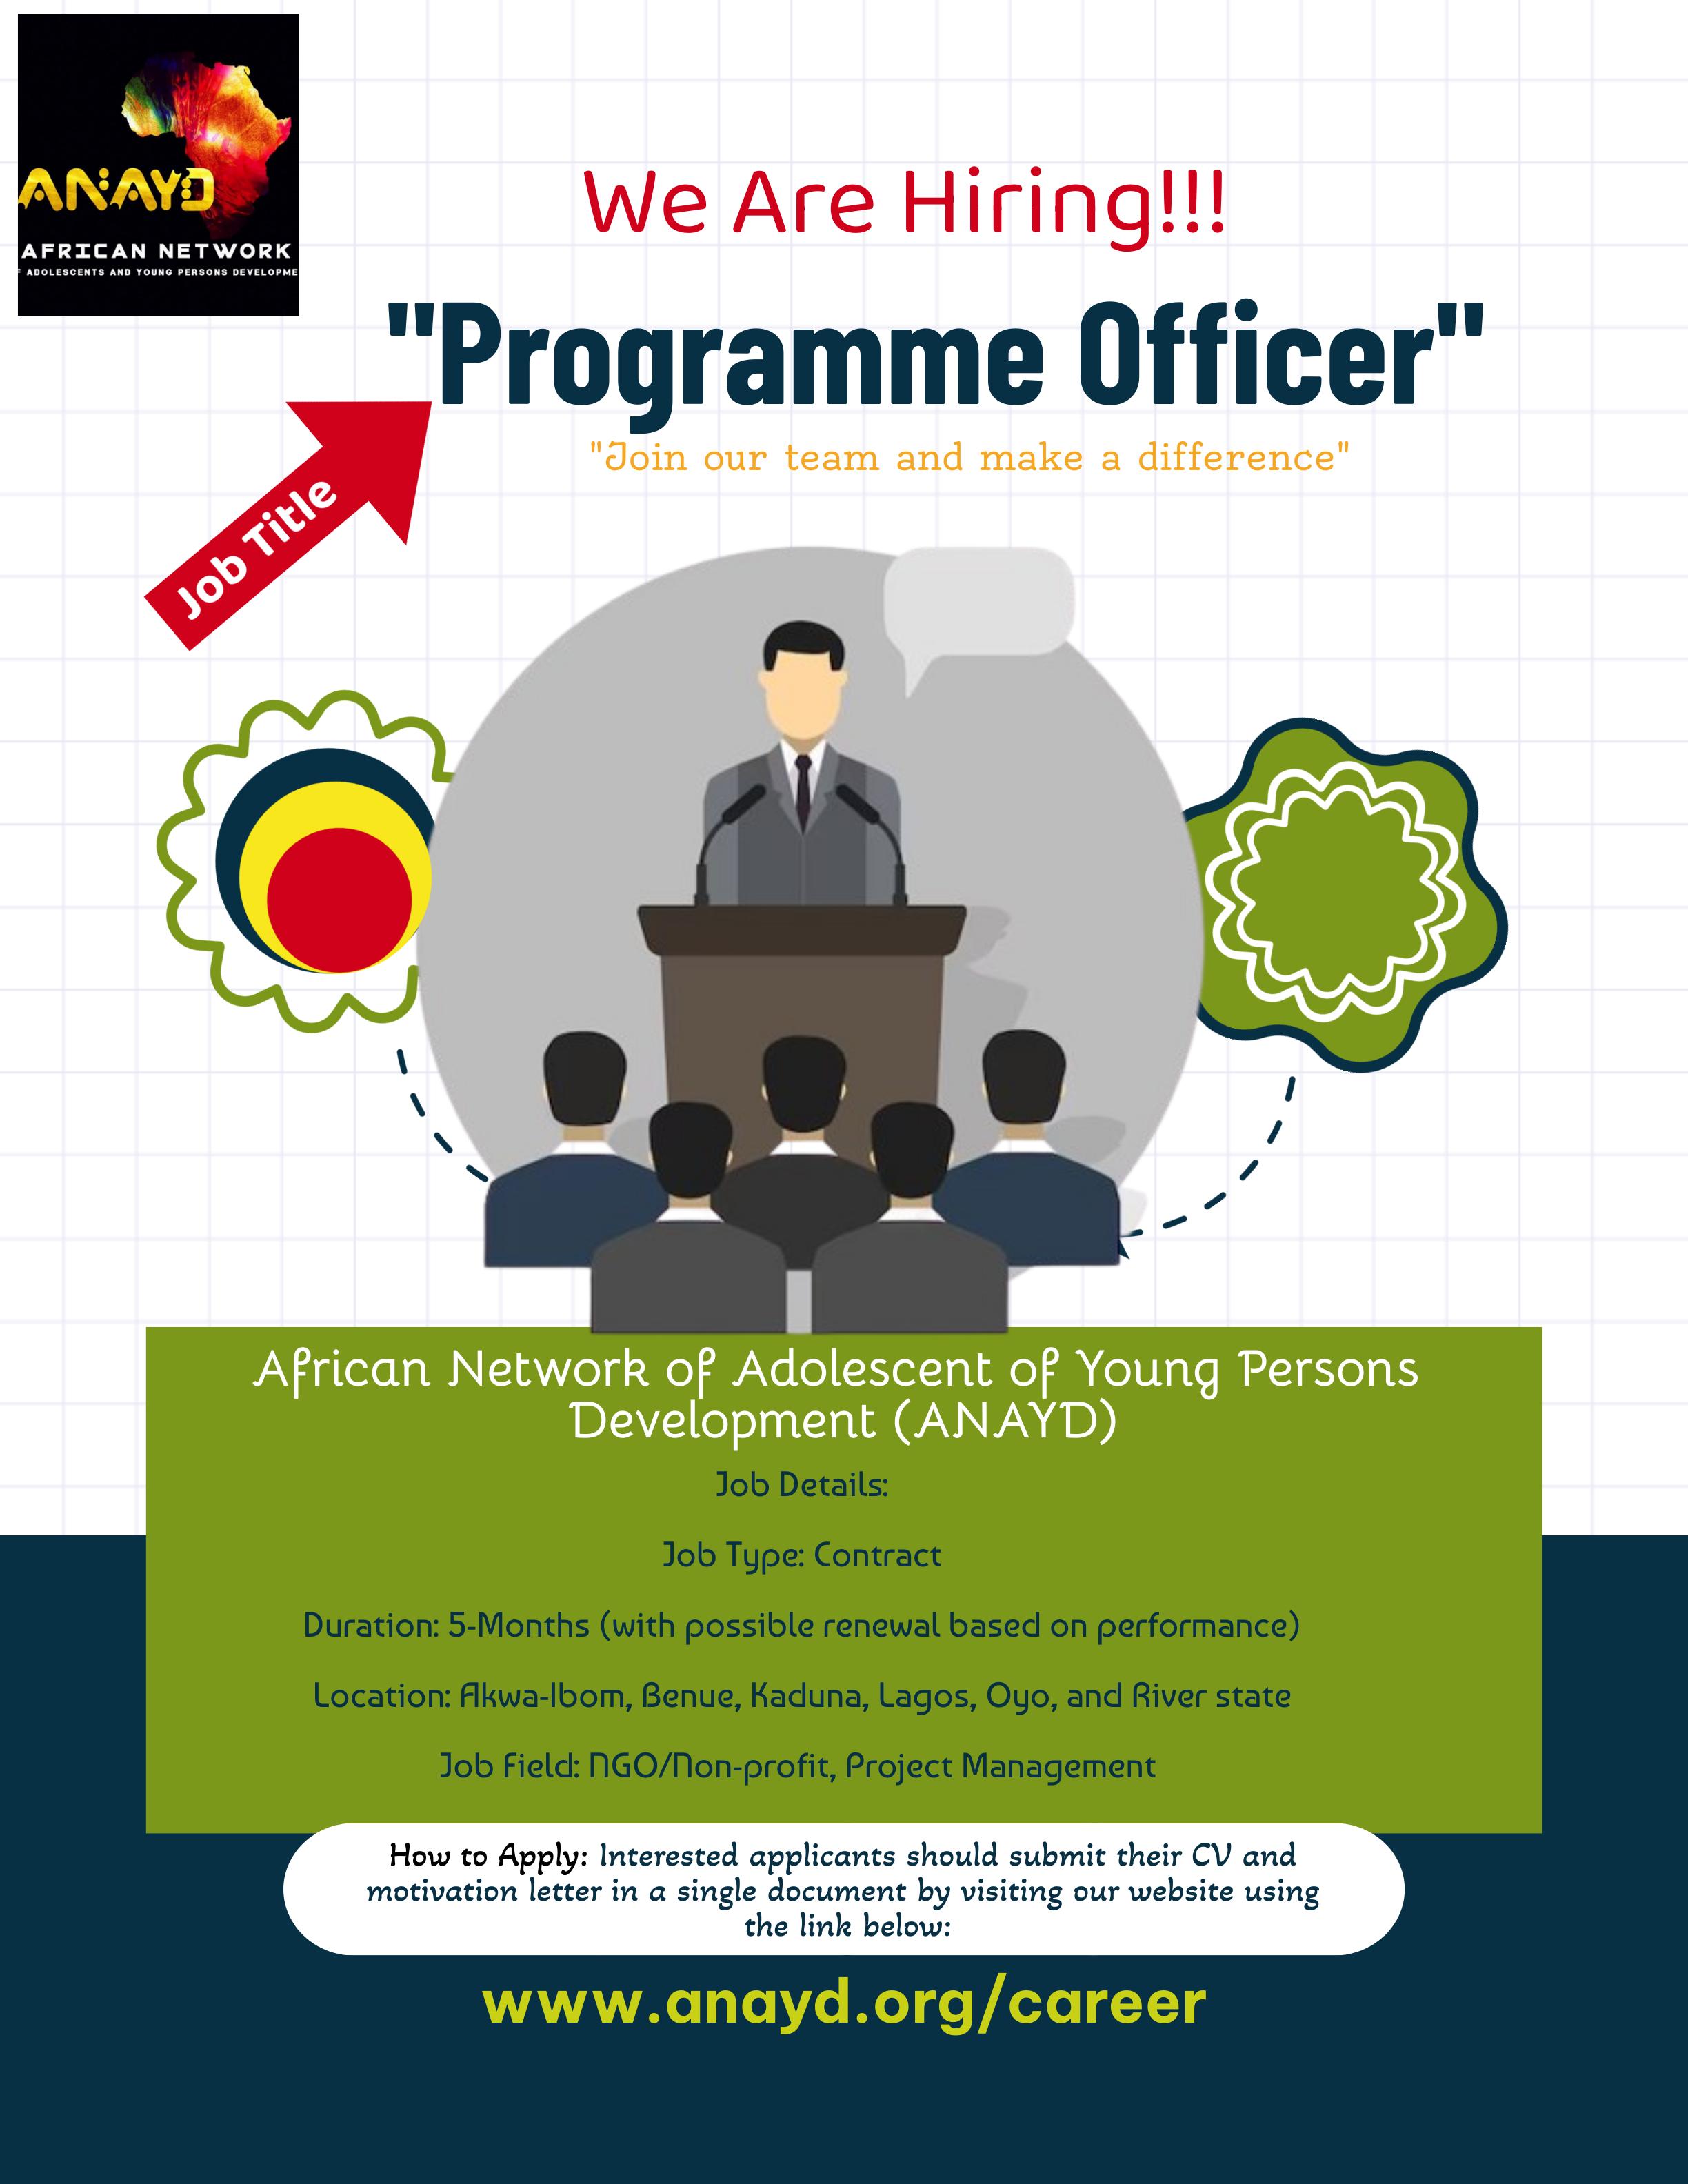 ANAYD
AFRICAN NETWORK
ADOLESCENTS AND YOUNG PERSONS
We Are Hiring!!!
"Programme Officer"
"Join our team and make a difference"
Job Title
African Network of Adolescent of Young Persons
Development (ANAYD)
Job Details:
Job Type: Contract
Duration: 5-Months (with possible renewal based on performance)
Location: Akwa-Ibom, Benue, Kaduna, Lagos, Oyo, and River state
Job Field: NGO/Non-profit, Project Management
How to Apply: Interested applicants should submit their CV and
motivation letter in a single document by visiting our website using
the link below:
www.anayd.org/career